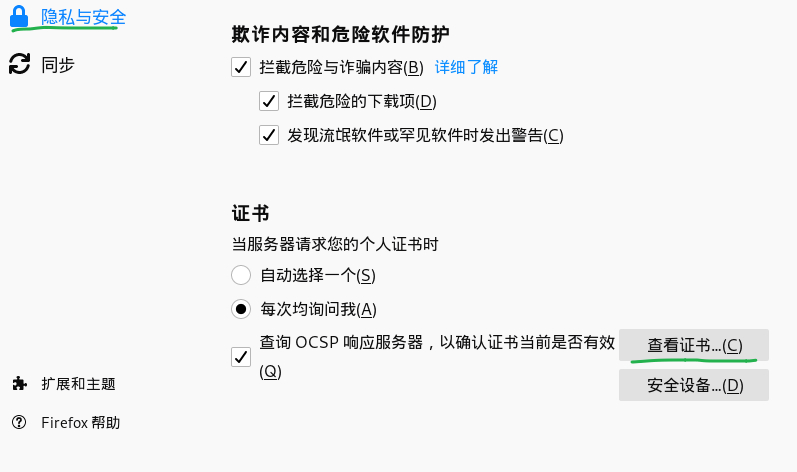 隐私与安全
同步
扩展和主题
Firefox 帮助
欺诈内容和危险软件防护
拦截危险与诈骗内容(B) 详细了解
拦截危险的下载项(D)
发现流氓软件或罕见软件时发出警告(C)
证书
当服务器请求您的个人证书时
自动选择一个(S)
每次均询问我(A)
查询 OCSP 响应服务器，以确认证书当前是否有效
(Q)
查看证书...(C)
安全设备...(D)